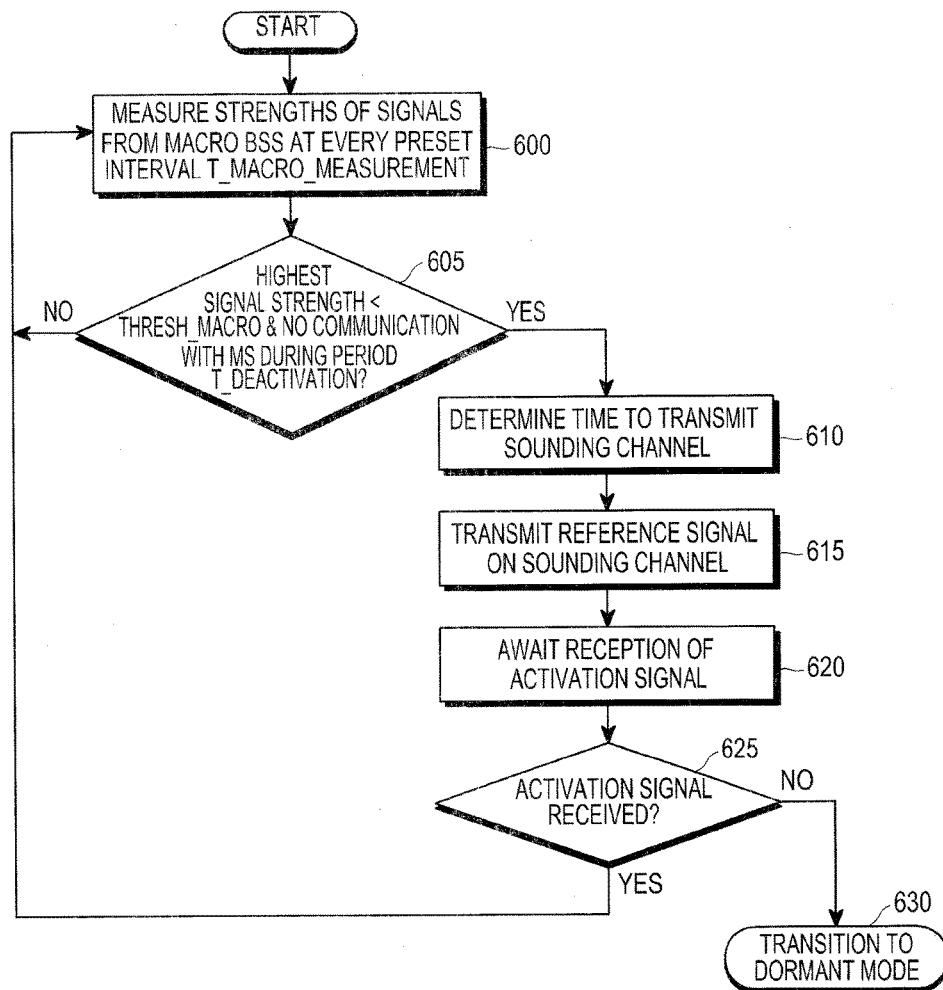 START
MEASURE STRENGTHS OF SIGNALS
FROM MACRO BSS AT EVERY PRESET
INTERVAL T_MACRO_MEASUREMENT
600
605
HIGHEST
SIGNAL STRENGTH <
THRESH_MACRO & NO COMMUNICATION
WITH MS DURING PERIOD
T_DEACTIVATION?
NO
YES
DETERMINE TIME TO TRANSMIT
SOUNDING CHANNEL
610
TRANSMIT REFERENCE SIGNAL
ON SOUNDING CHANNEL
615
AWAIT RECEPTION OF
ACTIVATION SIGNAL
620
625
ACTIVATION SIGNAL
RECEIVED?
NO
YES
630
TRANSITION TO
DORMANT MODE